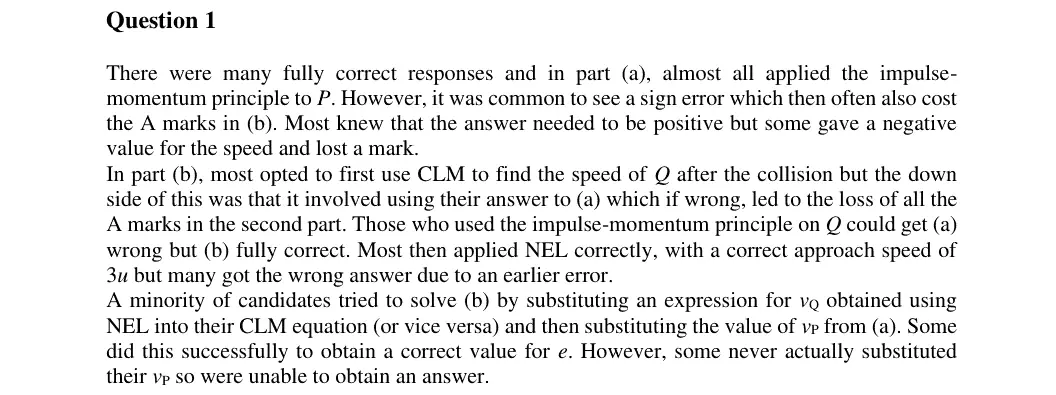 Question 1
There were many fully correct responses and in part (a), almost all applied the impulse-
momentum principle to P. However, it was common to see a sign error which then often also cost
the A marks in (b). Most knew that the answer needed to be positive but some gave a negative
value for the speed and lost a mark.
In part (b), most opted to first use CLM to find the speed of Q after the collision but the down
side of this was that it involved using their answer to (a) which if wrong, led to the loss of all the
A marks in the second part. Those who used the impulse-momentum principle on Q could get (a)
wrong but (b) fully correct. Most then applied NEL correctly, with a correct approach speed of
3u but many got the wrong answer due to an earlier error.
A minority of candidates tried to solve (b) by substituting an expression for vQ obtained using
NEL into their CLM equation (or vice versa) and then substituting the value of vP from (a). Some
did this successfully to obtain a correct value for e. However, some never actually substituted
their vP so were unable to obtain an answer.